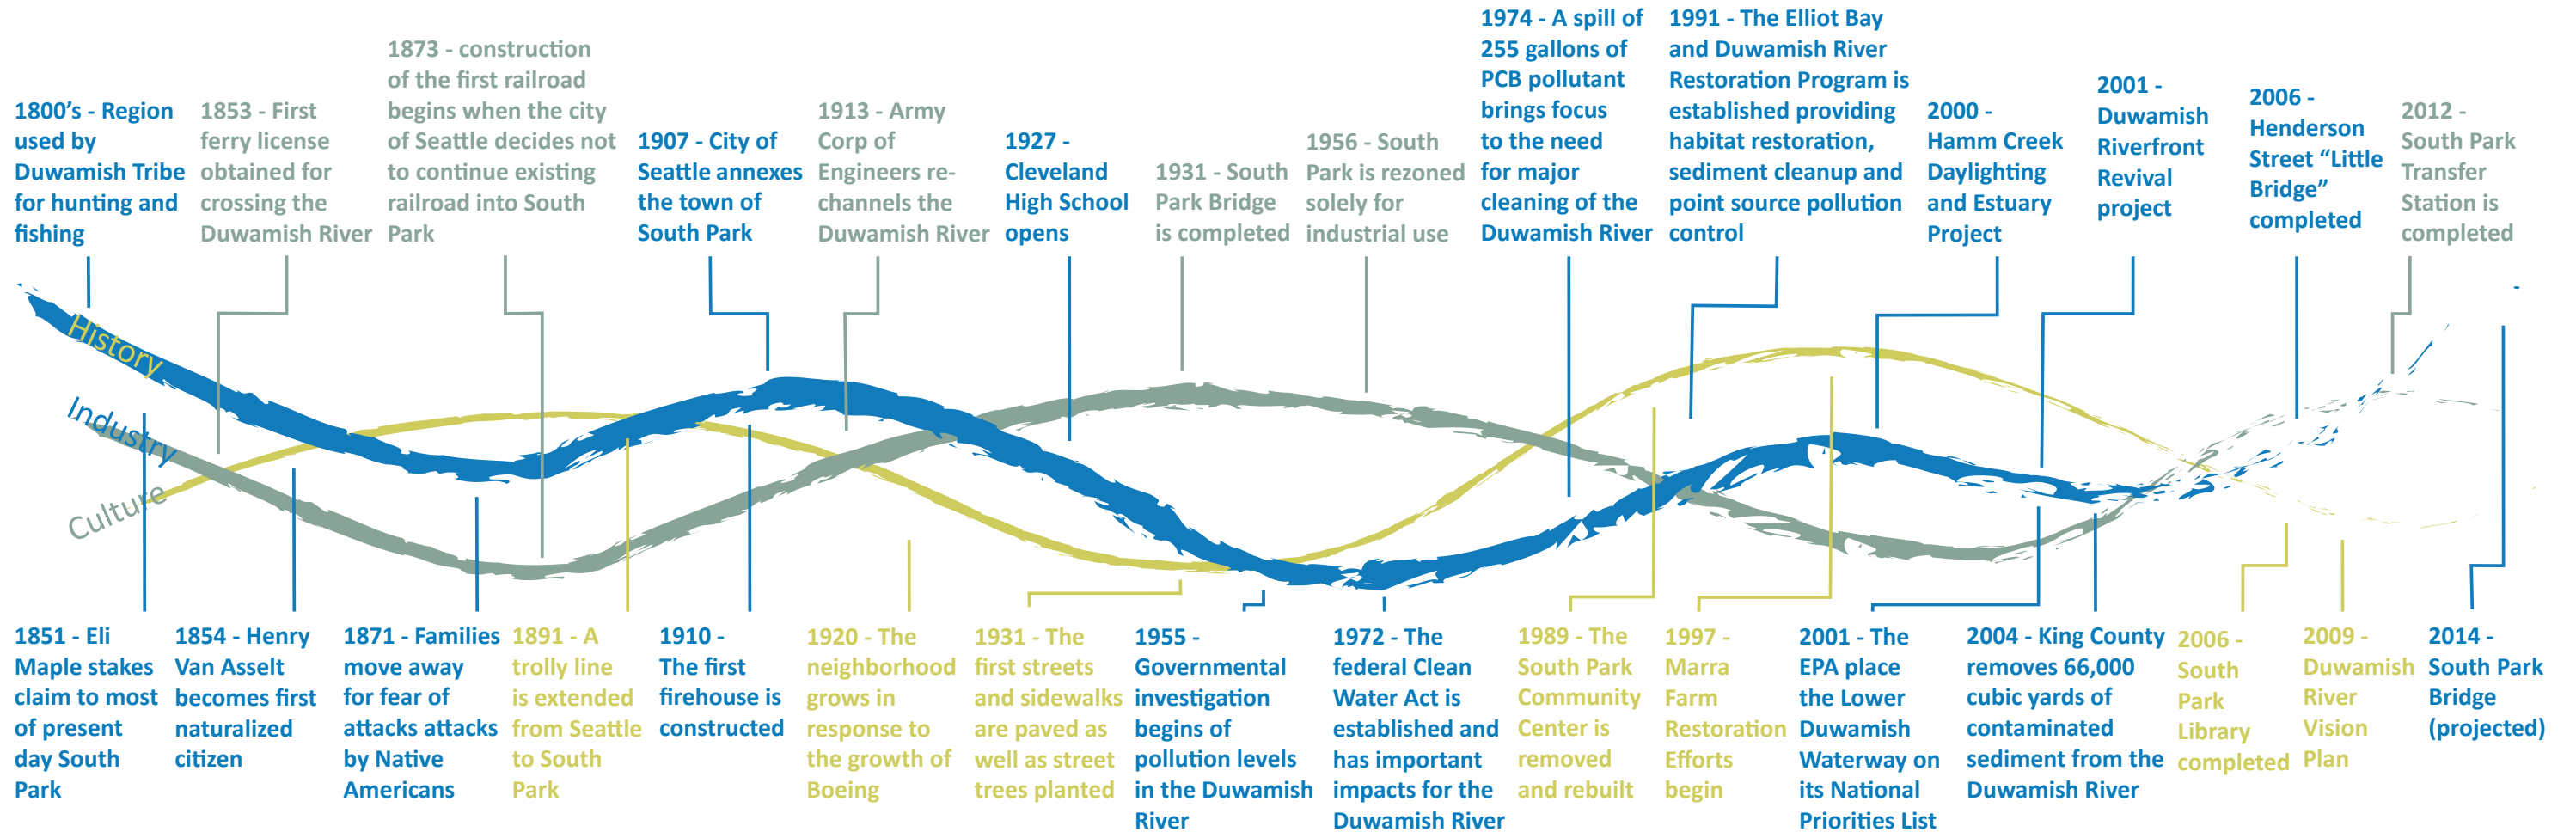 1800's - Region
used by
Duwamish Tribe
for hunting and
fishing
1853 - First
ferry license
obtained for
crossing the
Duwamish River
1873 - construction
of the first railroad
begins when the city
of Seattle decides not
to continue existing
railroad into South
Park
1907 - City of
Seattle annexes
the town of
South Park
1913 - Army
Corp of
Engineers re-
channels the
Duwamish River
1927 -
Cleveland
High School
opens
1931 - South
Park Bridge
is completed
1956 - South
Park is rezoned
solely for
industrial use
1974 - A spill of
255 gallons of
PCB pollutant
brings focus
to the need
for major
cleaning of the
Duwamish River
1991 - The Elliot Bay
and Duwamish River
Restoration Program is
established providing
habitat restoration,
sediment cleanup and
point source pollution
control
2000 -
Hamm Creek
Daylighting
and Estuary
Project
2001 -
Duwamish
Riverfront
Revival
project
2006 -
Henderson
Street “Little
Bridge”
completed
2012 -
South Park
Transfer
Station is
completed
History
Industry
Culture
1851 - Eli
Maple stakes
claim to most
of present
day South
Park
1854 - Henry
Van Asselt
becomes first
naturalized
citizen
1871 - Families
move away
for fear of
attacks attacks
by Native
Americans
1891 - A
trolly line
is extended
from Seattle
to South
Park
1910 -
The first
firehouse is
constructed
1920 - The
neighborhood
grows in
response to
the growth of
Boeing
1931 - The
first streets
and sidewalks
are paved as
well as street
trees planted
1955 -
Governmental
investigation
begins of
pollution levels
in the Duwamish
River
1972 - The
federal Clean
Water Act is
established and
has important
impacts for the
Duwamish River
1989 - The
South Park
Community
Center is
removed
and rebuilt
1997 -
Marra
Farm
Restoration
Efforts
begin
2001 - The
EPA place
the Lower
Duwamish
Waterway on
its National
Priorities List
2004 - King County
removes 66,000
cubic yards of
contaminated
sediment from the
Duwamish River
2006 -
South
Park
Library
completed
2009 -
Duwamish
River
Vision
Plan
2014 -
South Park
Bridge
(projected)